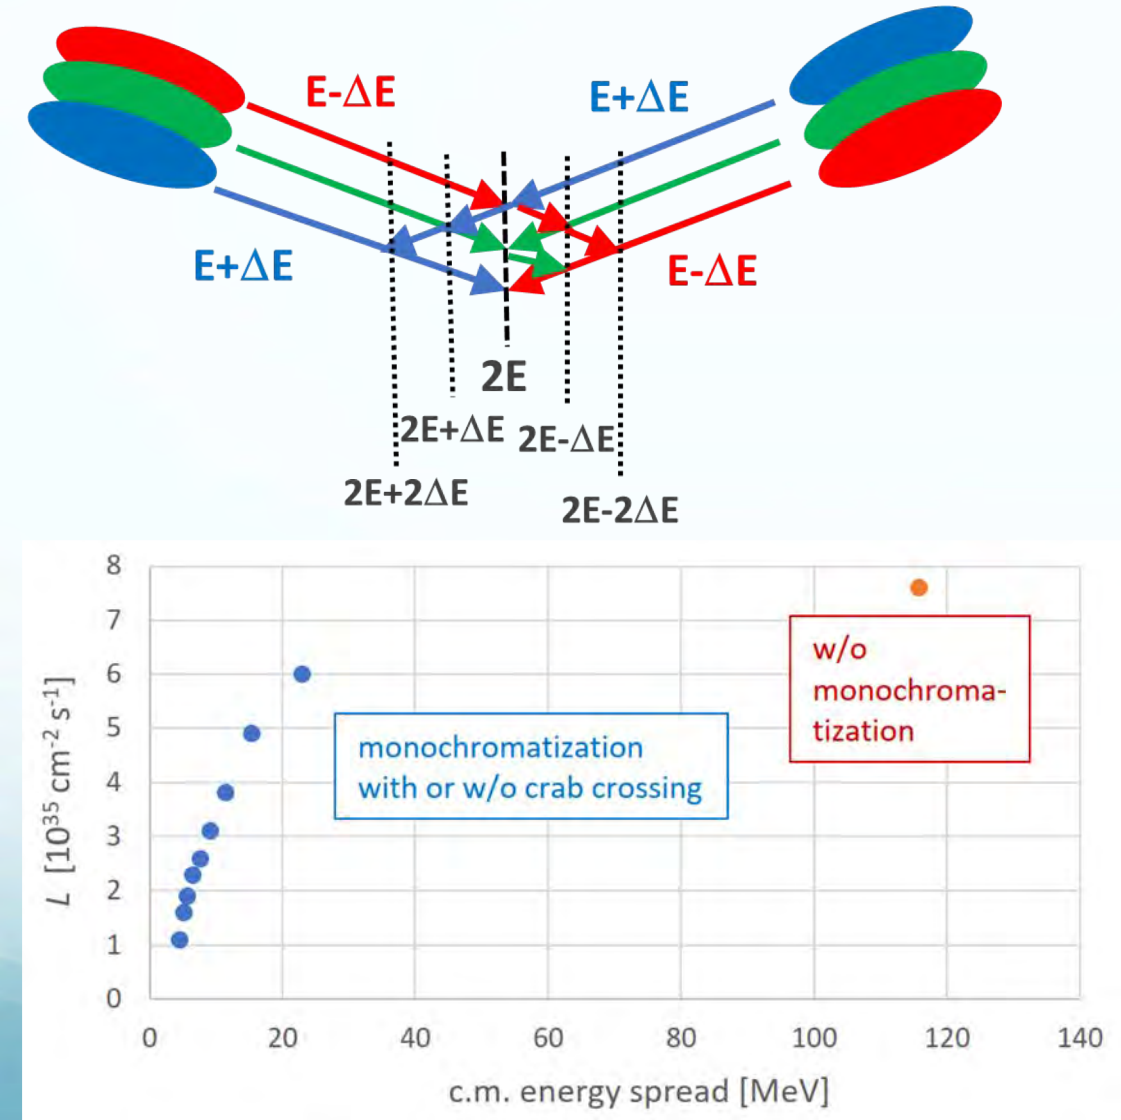 E-ΔE
E+ΔE
E+ΔE
E-ΔE
2E
2E+ΔE
2E-ΔE
2E+2ΔE
2E-2ΔE
8
7
6
5
4
3
2
1
0
L [10³⁵ cm⁻² s⁻¹]
w/o
monochroma-
tization
monochromatization
with or w/o crab crossing
0 20 40 60 80 100 120 140
c.m. energy spread [MeV]